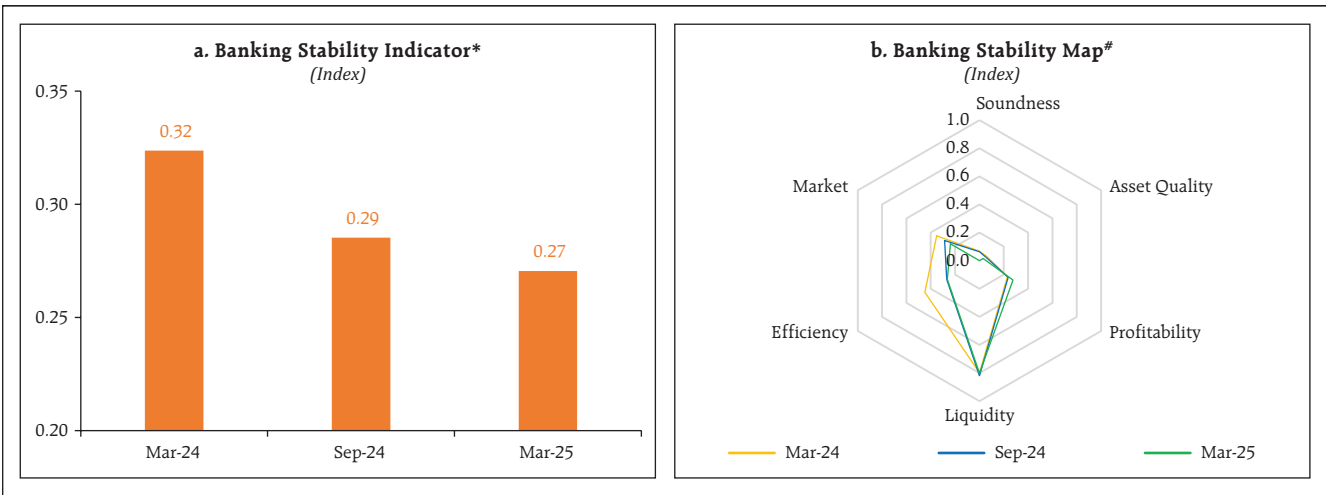 a. Banking Stability Indicator*
(Index)
0.35
0.30
0.25
0.20
0.32
0.29
0.27
Mar-24
Sep-24
Mar-25
b. Banking Stability Map#
(Index)
Soundness
1.0
0.8
0.6
0.4
0.2
0.0
Market
Asset Quality
Efficiency
Profitability
Liquidity
Mar-24
Sep-24
Mar-25